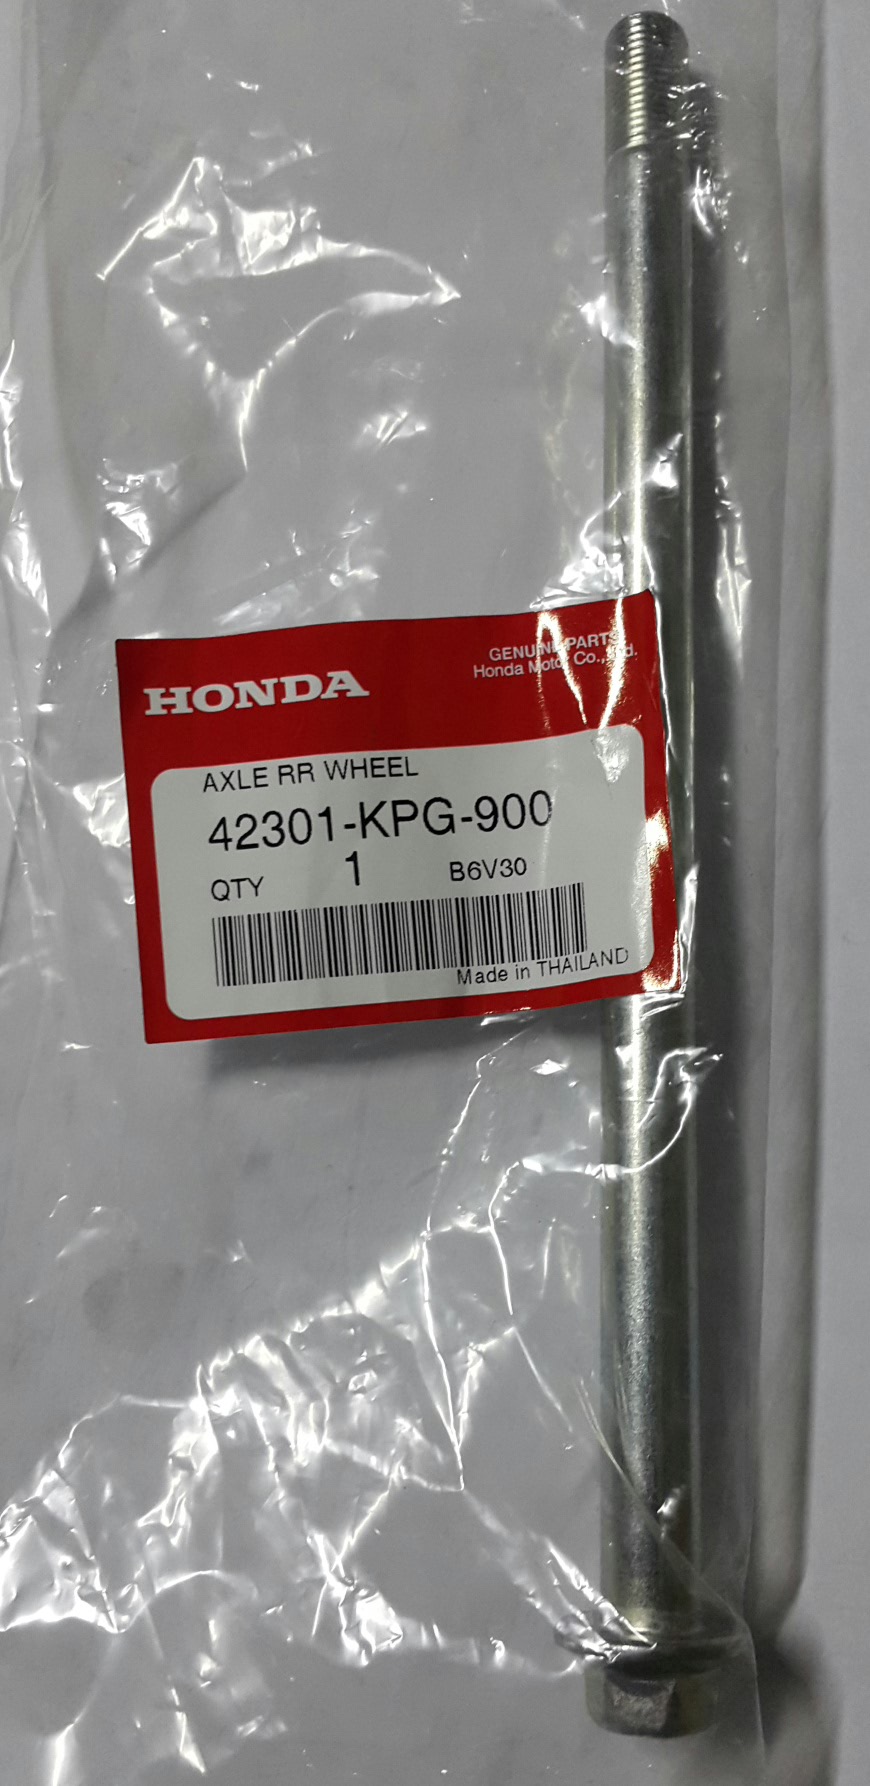 GENUINE PARTS
HONDA
Honda Motor Co., Ltd.
AXLE RR WHEEL
42301-KPG-900
QTY 1 B6V30
Made in THAILAND